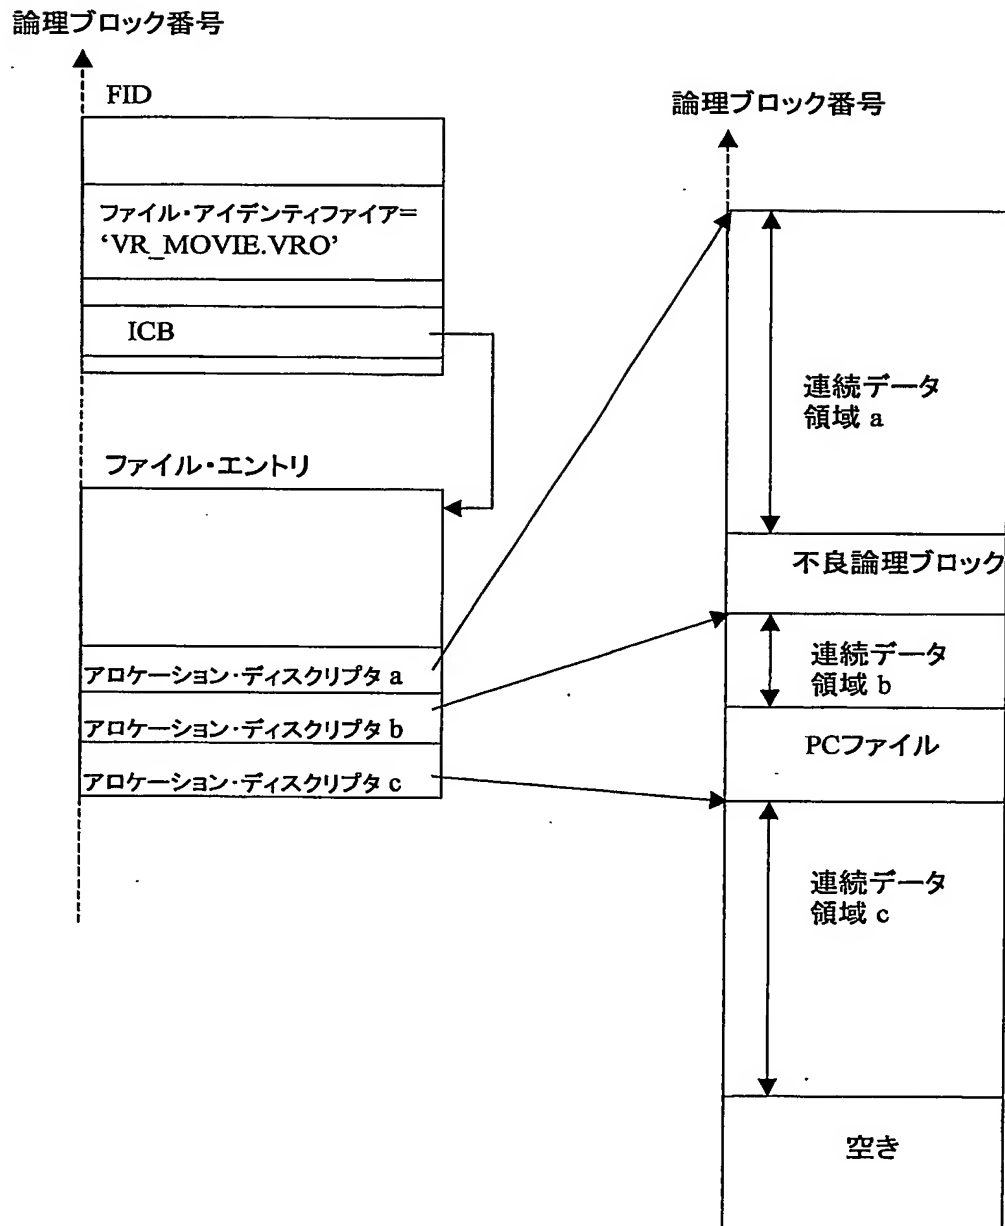 論理ブロック番号
FID
ファイル・アイデンティファイア=
‘VR_MOVIE.VRO’
ICB
ファイル・エントリ
アロケーション・ディスクリプタ a
アロケーション・ディスクリプタ b
アロケーション・ディスクリプタ c
論理ブロック番号
連続データ
領域 a
不良論理ブロック
連続データ
領域 b
PCファイル
連続データ
領域 c
空き